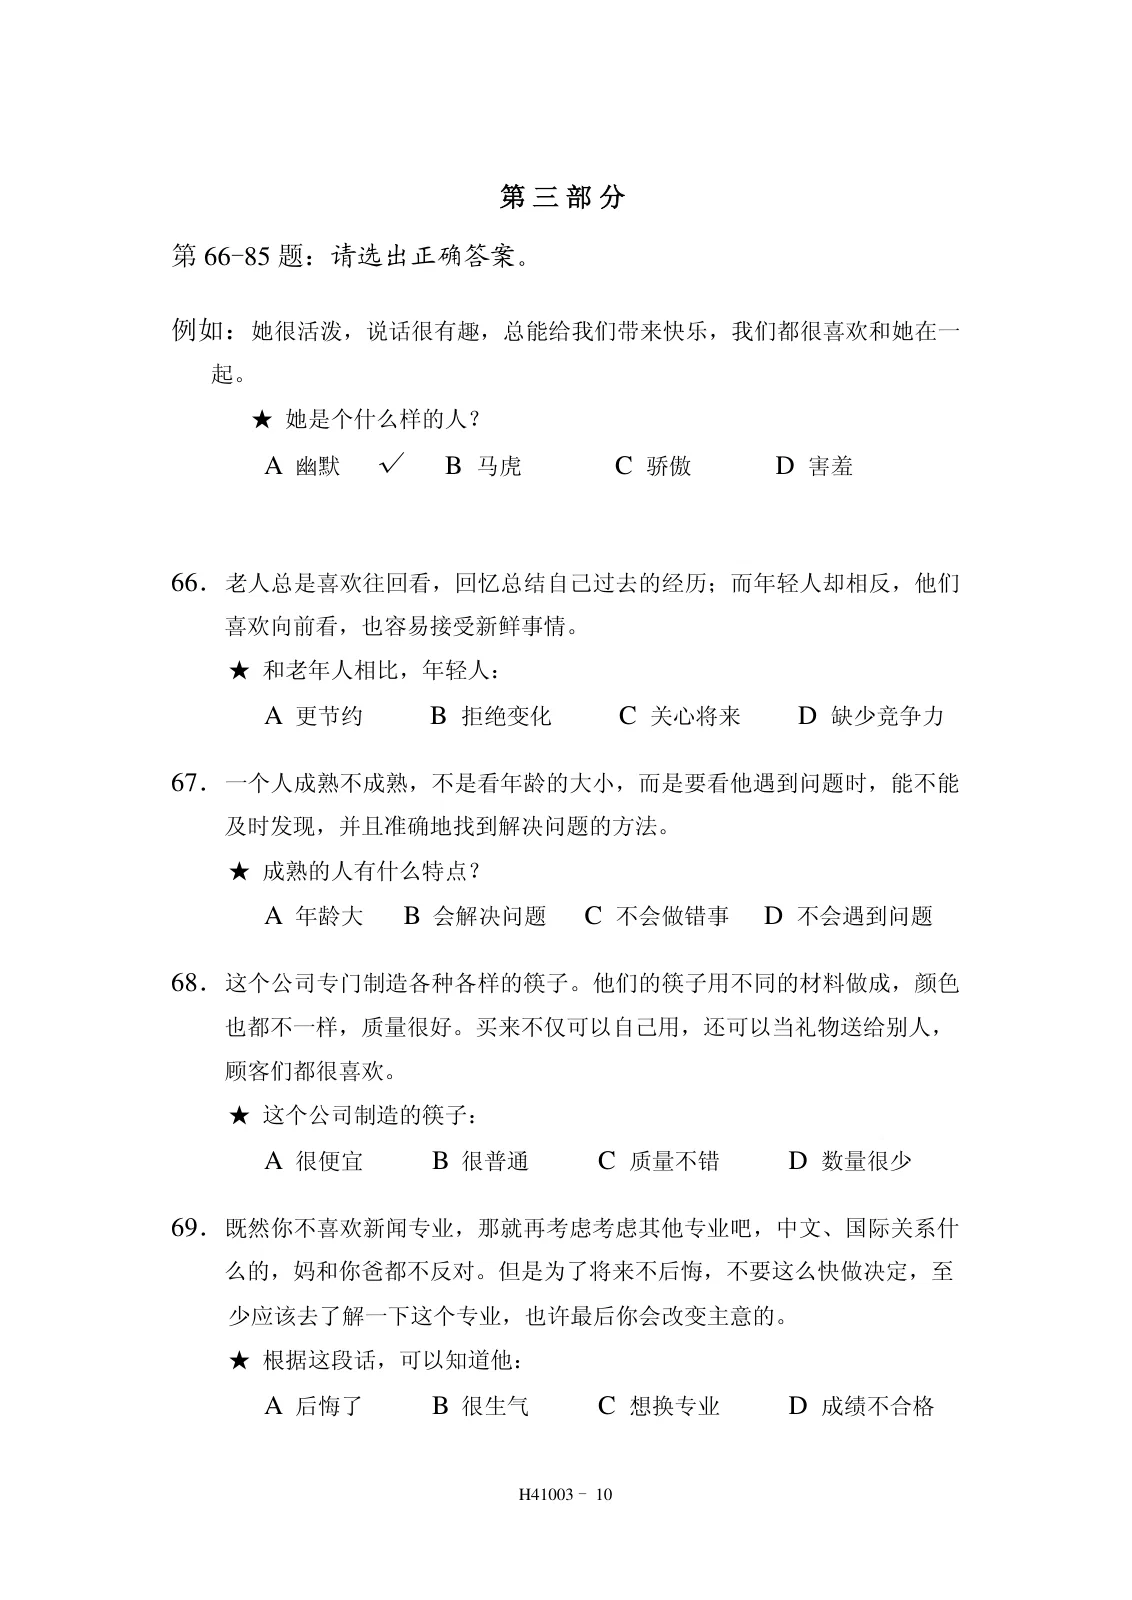 第三部分
第 66-85 题：请选出正确答案。
例如：她很活泼，说话很有趣，总能给我们带来快乐，我们都很喜欢和她在一
起。
★ 她是个什么样的人？
A 幽默 √ B 马虎 C 骄傲 D 害羞
66．老人总是喜欢往回看，回忆总结自己过去的经历；而年轻人却相反，他们
喜欢向前看，也容易接受新鲜事情。
★ 和老年人相比，年轻人：
A 更节约 B 拒绝变化 C 关心将来 D 缺少竞争力
67．一个人成熟不成熟，不是看年龄的大小，而是要看他遇到问题时，能不能
及时发现，并且准确地找到解决问题的方法。
★ 成熟的人有什么特点？
A 年龄大 B 会解决问题 C 不会做错事 D 不会遇到问题
68．这个公司专门制造各种各样的筷子。他们的筷子用不同的材料做成，颜色
也都不一样，质量很好。买来不仅可以自己用，还可以当礼物送给别人，
顾客们都很喜欢。
★ 这个公司制造的筷子：
A 很便宜 B 很普通 C 质量不错 D 数量很少
69．既然你不喜欢新闻专业，那就再考虑考虑其他专业吧，中文、国际关系什
么的，妈和你爸都不反对。但是为了将来不后悔，不要这么快做决定，至
少应该去了解一下这个专业，也许最后你会改变主意的。
★ 根据这段话，可以知道他：
A 后悔了 B 很生气 C 想换专业 D 成绩不合格
H41003 - 10